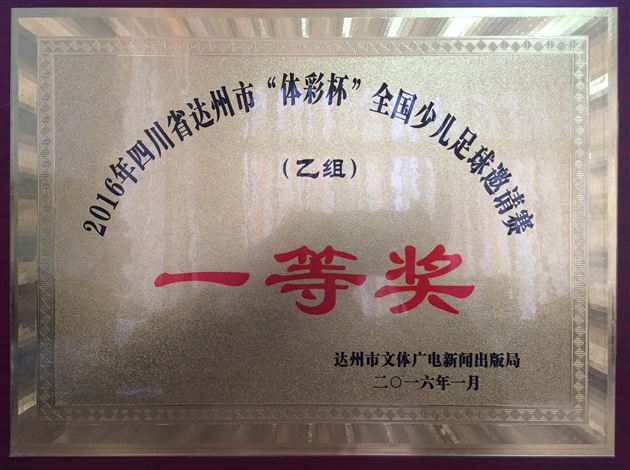 2016年四川省达州市“体彩杯”全国少儿足球邀请赛
（乙组）
一等奖
达州市文体广电新闻出版局
二〇一六年一月